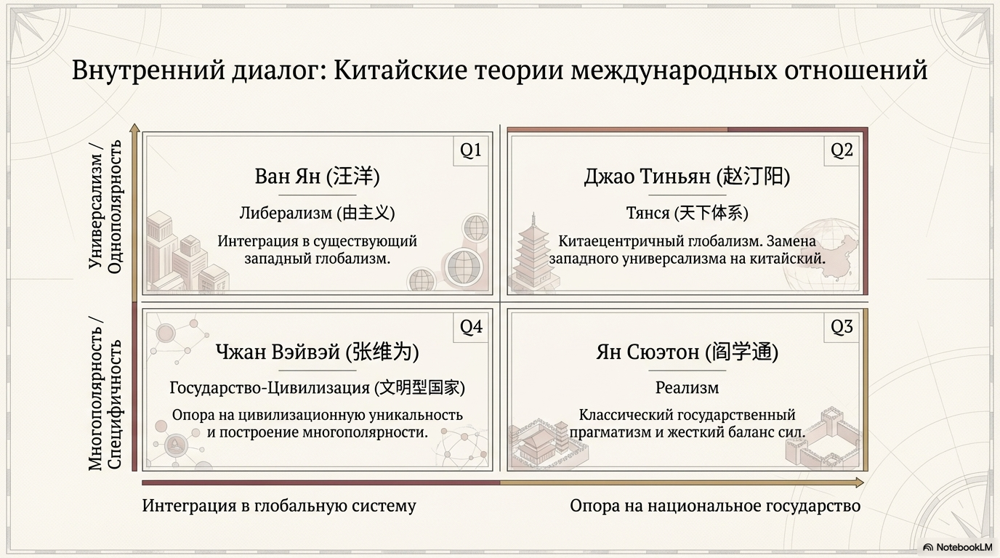 Внутренний диалог: Китайские теории международных отношений
Универсализм /
Однополярность
Q1
Ван Ян (汪洋)
Либерализм (由主义)
Интеграция в существующий
западный глобализм.
Q2
Джао Тиньян (赵汀阳)
Тянся (天下体系)
Китаецентричный глобализм. Замена
западного универсализма на китайский.
Многополярность /
Специфичность
Q4
Чжан Вэйвэй (张维为)
Государство-Цивилизация (文明型国家)
Опора на цивилизационную уникальность
и построение многополярности.
Q3
Ян Сюэтон (阎学通)
Реализм
Классический государственный
прагматизм и жесткий баланс сил.
Интеграция в глобальную систему
Опора на национальное государство
NotebookLM